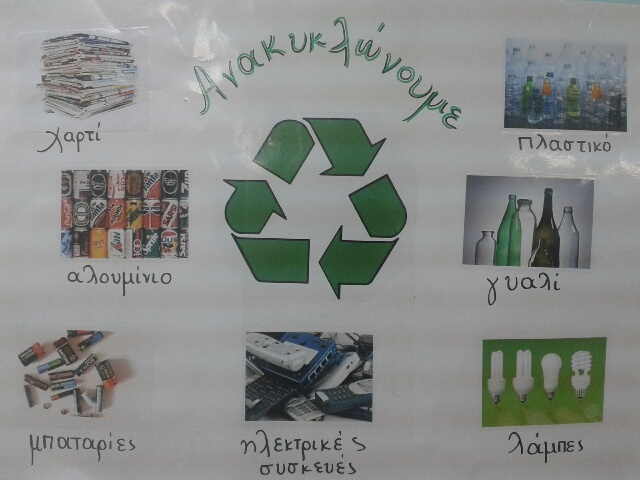 Ανακυκλώνουμε
χαρτί
πλαστικό
αλουμίνιο
γυαλί
μπαταρίες
ηλεκτρικές
συσκευές
λάμπες